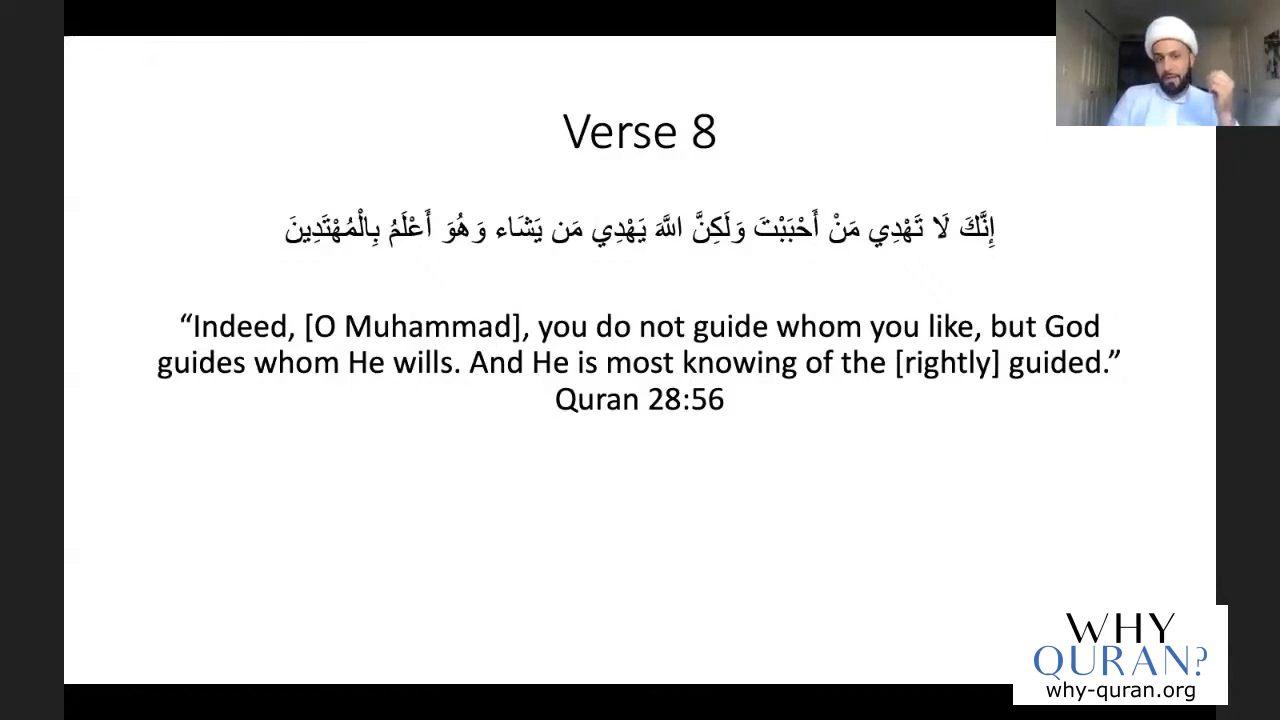 Verse 8
إِنَّكَ لَا تَهْدِي مَنْ أَحْبَبْتَ وَلَكِنَّ اللَّهَ يَهْدِي مَن يَشَاء وَهُوَ أَعْلَمُ بِالْمُهْتَدِينَ
“Indeed, [O Muhammad], you do not guide whom you like, but God
guides whom He wills. And He is most knowing of the [rightly] guided.”
Quran 28:56
WHY
QURAN?
why-quran.org